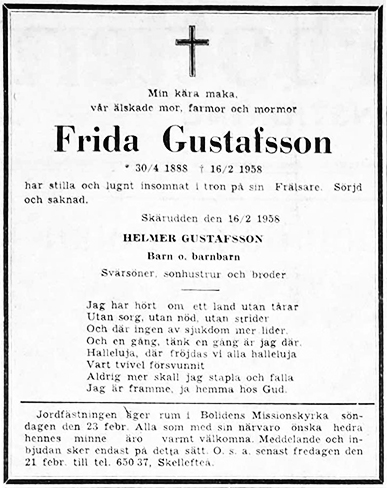 Min kära maka,
vår älskade mor, farmor och mormor
Frida Gustafsson
* 30/4 1888 † 16/2 1958
har stilla och lugnt insomnat i tron på sin Frälsare. Sörjd
och saknad.
Skärudden den 16/2 1958
HELMER GUSTAFSSON
Barn o. barnbarn
Svärsöner, sonhustrur och broder
Jag har hört om ett land utan tårar
Utan sorg, utan nöd, utan strider
Och där ingen av sjukdom mer lider.
Och en gång, tänk en gång är jag där.
Halleluja, där fröjdas vi alla halleluja
Vart tvivel försvunnit
Aldrig mer skall jag stapla och falla
Jag är framme, ja hemma hos Gud.
Jordfästningen äger rum i Bolidens Missionskyrka sön-
dagen den 23 febr. Alla som med sin närvaro önska hedra
hennes minne äro varmt välkomna. Meddelande och in-
bjudan sker endast på detta sätt. O. s. a. senast fredagen den
21 febr. till tel. 650 37, Skellefteå.